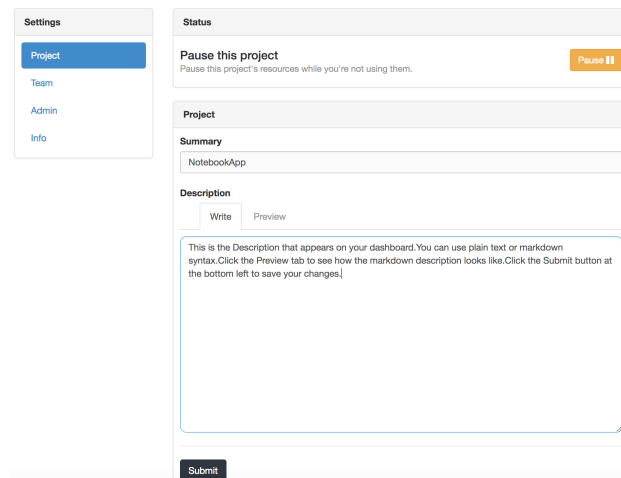 Settings
Project
Team
Admin
Info
Status
Pause this project
Pause this project's resources while you're not using them.
Pause
Project
Summary
NotebookApp
Description
Write Preview
This is the Description that appears on your dashboard.You can use plain text or markdown
syntax.Click the Preview tab to see how the markdown description looks like.Click the Submit button at
the bottom left to save your changes.
Submit